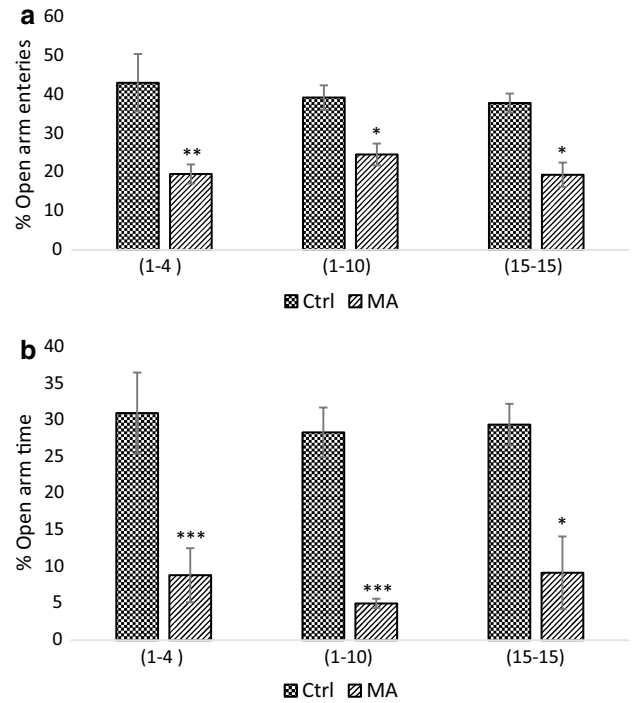 a
60
50
40
30
20
10
0
% Open arm enteries
**
*
*
(1-4 ) (1-10) (15-15)
Ctrl MA
b
40
35
30
25
20
15
10
5
0
% Open arm time
***
***
*
(1-4 ) (1-10) (15-15)
Ctrl MA